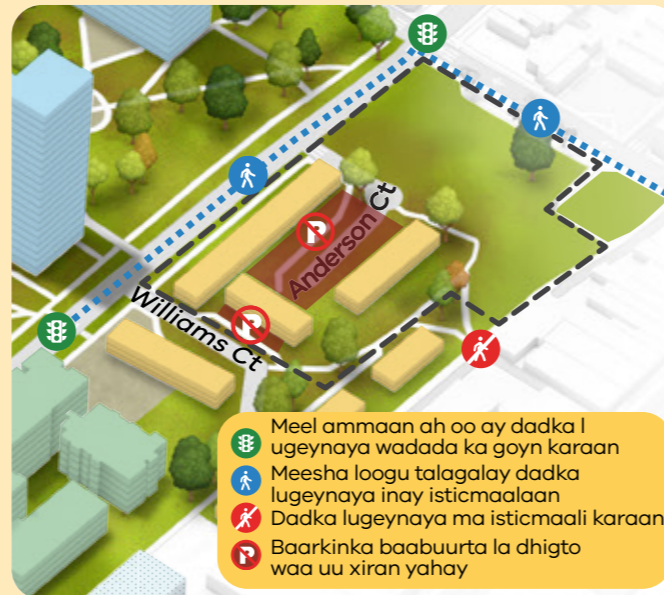 Anderson Ct
Williams Ct
Meel ammaan ah oo ay dadka l
ugeynaya wadada ka goyn karaan
Meesha loogu talagalay dadka
lugeynaya inay isticmaalaan
Dadka lugeynaya ma isticmaali karaan
Baarkinka baabuurta la dhigto
waa uu xiran yahay